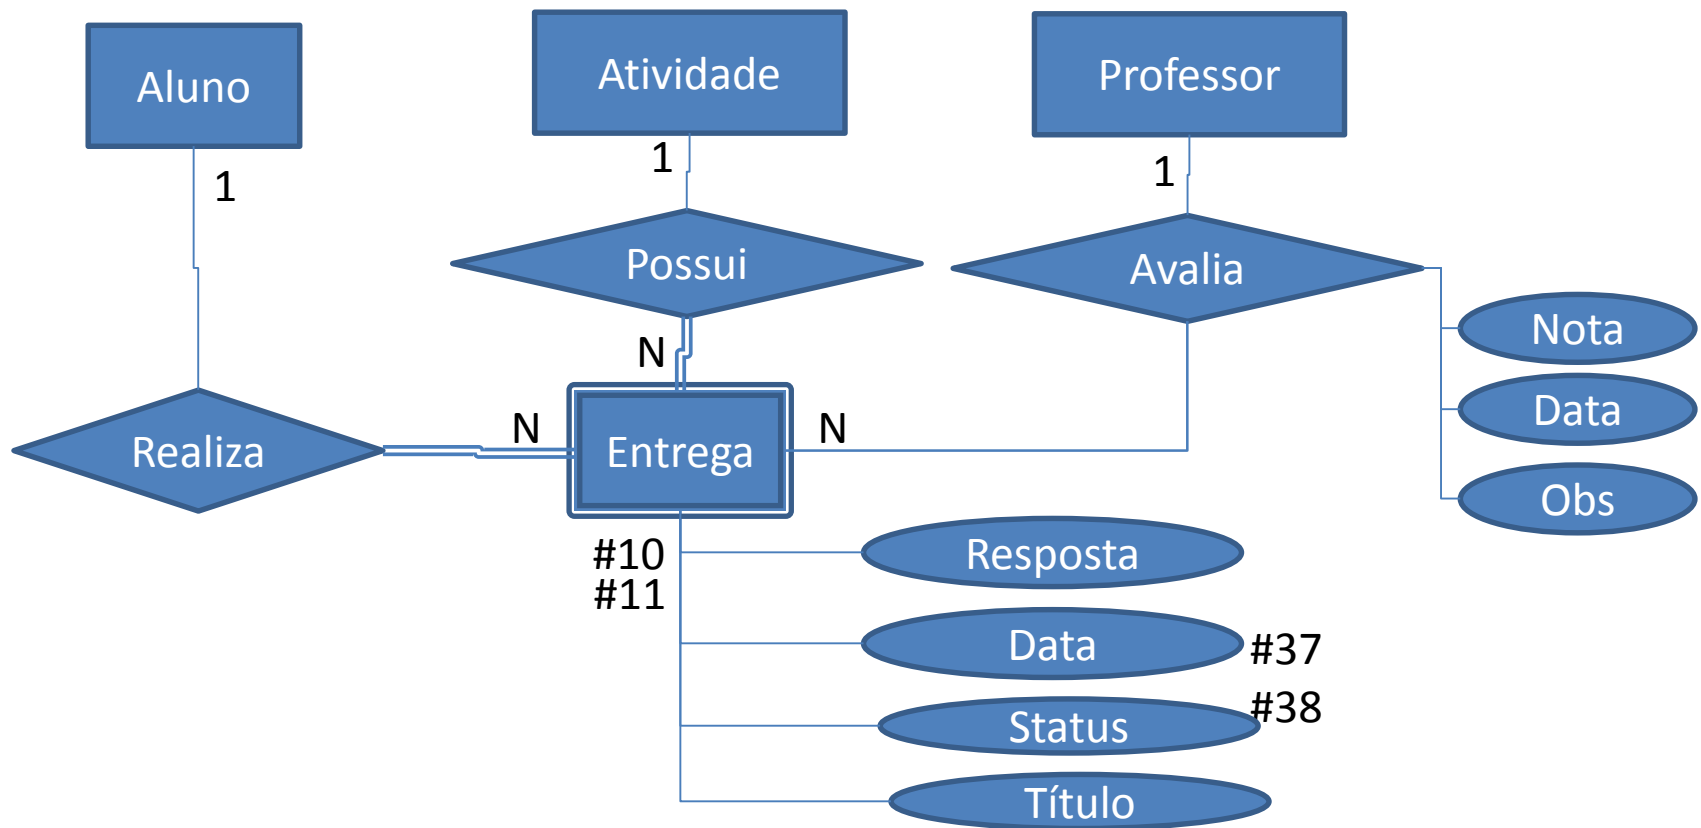 Aluno
Atividade
Professor
1
1
1
Possui
Avalia
Nota
N
Data
Realiza
N
Entrega
N
Obs
#10
Resposta
#11
Data
#37
Status
#38
Título